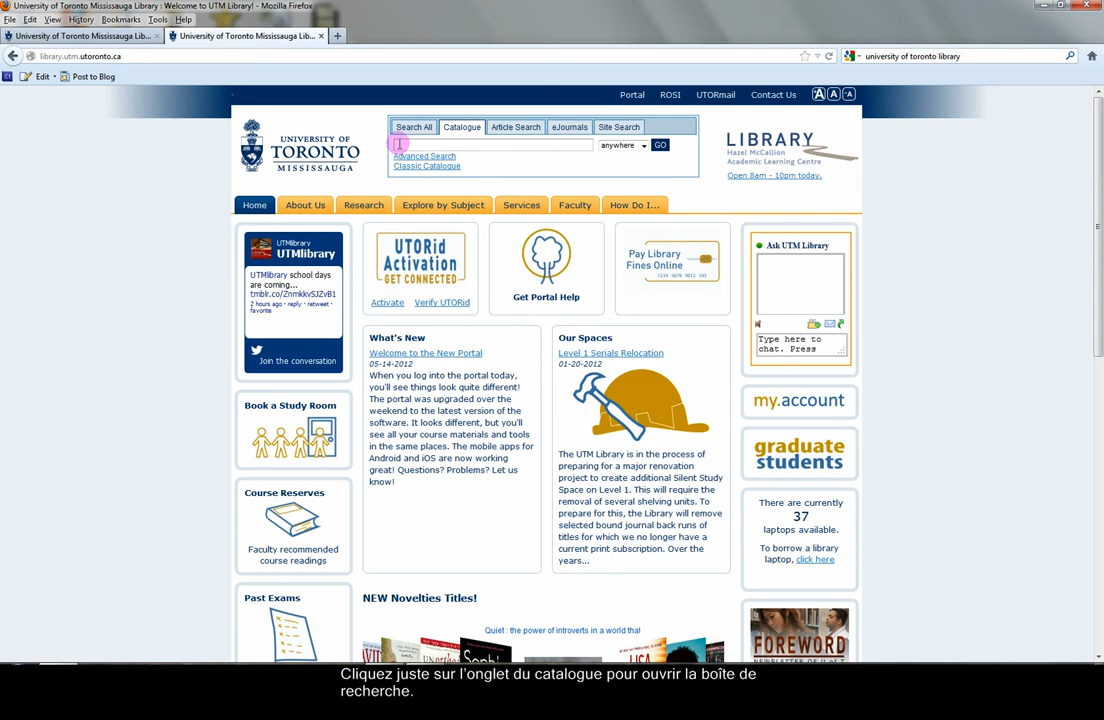 University of Toronto Mississauga Library : Welcome to UTM Library! - Mozilla Firefox
File Edit View History Bookmarks Tools Help
University of Toronto Mississauga Lib... × University of Toronto Mississauga Lib... × +
library.utm.utoronto.ca
university of toronto library
Edit Post to Blog
Portal ROSI UTORmail Contact Us A A A
Search All Catalogue Article Search eJournals Site Search
anywhere GO
Advanced Search
Classic Catalogue
UNIVERSITY OF
TORONTO
MISSISSAUGA
LIBRARY
Hazel McCallion
Academic Learning Centre
Open 8am - 10pm today.
Home About Us Research Explore by Subject Services Faculty How Do I...
UTMlibrary
UTMlibrary
UTMlibrary school days
are coming...
tmblr.co/ZnmkkvSJZvB1
2 hours ago · reply · retweet ·
favorite
Join the conversation
UTORid
Activation
GET CONNECTED
Activate Verify UTORid
Get Portal Help
Pay Library
Fines Online
1234 5678 9012 345
Ask UTM Library
Type here to
chat. Press
What's New
Welcome to the New Portal
05-14-2012
When you log into the portal today,
you'll see things look quite different!
The portal was upgraded over the
weekend to the latest version of the
software. It looks different, but you'll
see all your course materials and tools
in the same places. The mobile apps for
Android and iOS are now working
great! Questions? Problems? Let us
know!
Our Spaces
Level 1 Serials Relocation
01-20-2012
The UTM Library is in the process of
preparing for a major renovation
project to create additional Silent Study
Space on Level 1. This will require the
removal of several shelving units. To
prepare for this, the Library will remove
selected bound journal back runs of
titles for which we no longer have a
current print subscription. Over the
years...
Book a Study Room
Course Reserves
Faculty recommended
course readings
Past Exams
my.account
graduate
students
There are currently
37
laptops available.
To borrow a library
laptop, click here
NEW Novelties Titles!
Quiet : the power of introverts in a world that
LISA
FOREWORD
Cliquez juste sur l'onglet du catalogue pour ouvrir la boîte de
recherche.